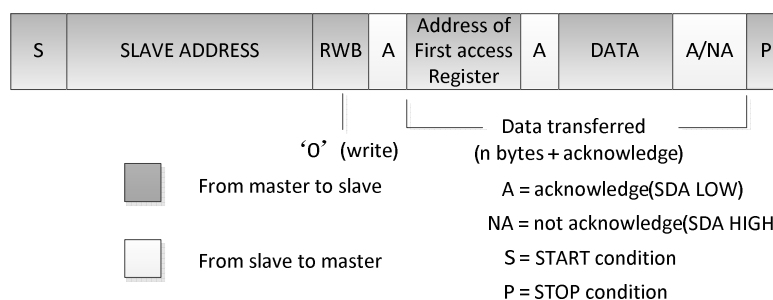 S SLAVE ADDRESS RWB A Address of First access Register A DATA A/NA P
‘0’ (write)
Data transferred
(n bytes + acknowledge)
From master to slave
A = acknowledge(SDA LOW)
NA = not acknowledge(SDA HIGH
From slave to master
S = START condition
P = STOP condition